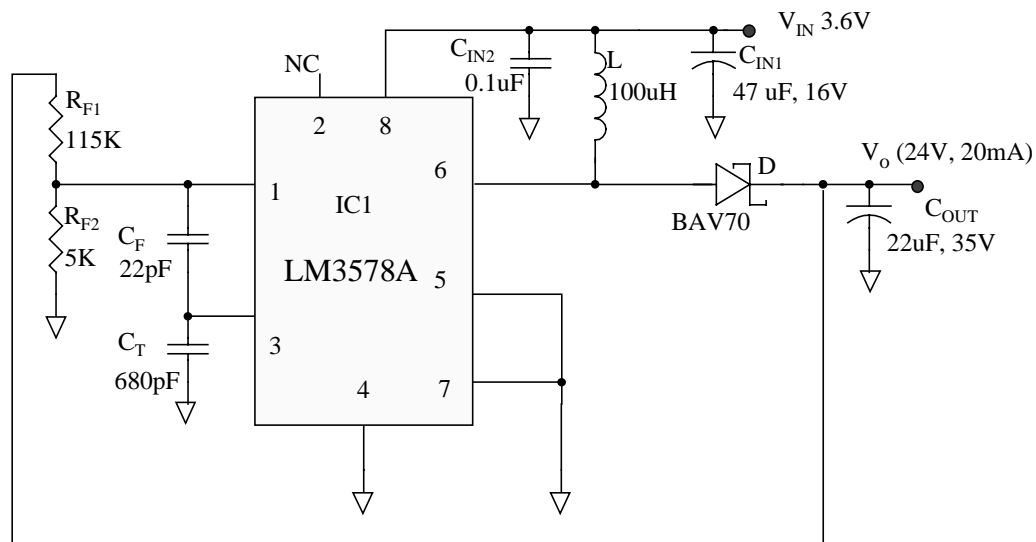 V_IN 3.6V
C_IN2
0.1uF
L
100uH
C_IN1
47 uF, 16V
NC
R_F1
115K
2
8
V_o (24V, 20mA)
6
D
1
IC1
BAV70
R_F2
5K
C_F
22pF
C_OUT
22uF, 35V
LM3578A
5
C_T
680pF
3
4
7